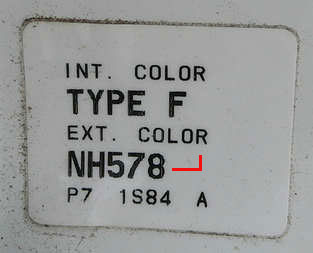 INT. COLOR
TYPE F
EXT. COLOR
NH578
P7 1S84 A